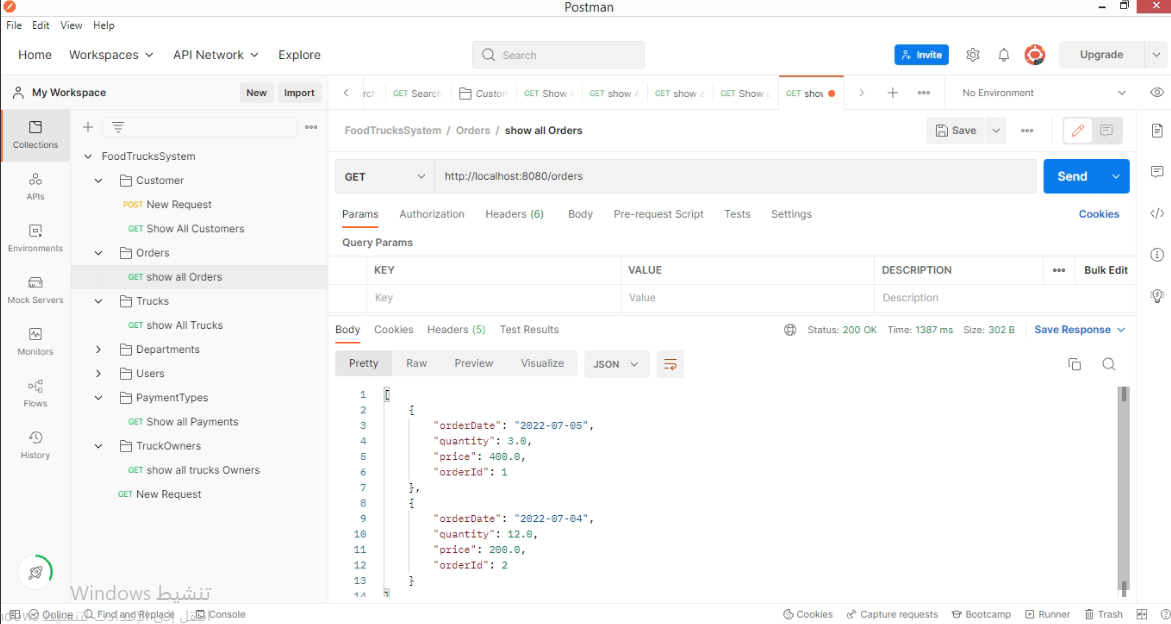 Postman
File Edit View Help
Home Workspaces API Network Explore Search Invite Upgrade
My Workspace New Import
GET Search GET Show GET show GET show GET Show GET show No Environment
Collections
APIs
Environments
Mock Servers
Monitors
Flows
History
FoodTrucksSystem
Customer
POST New Request
GET Show All Customers
Orders
GET show all Orders
Trucks
GET show All Trucks
Departments
Users
PaymentTypes
GET Show all Payments
TruckOwners
GET show all trucks Owners
GET New Request
FoodTrucksSystem / Orders / show all Orders Save
GET http://localhost:8080/orders Send
Params Authorization Headers (6) Body Pre-request Script Tests Settings Cookies
Query Params
KEY VALUE DESCRIPTION Bulk Edit
Key Value Description
Body Cookies Headers (5) Test Results Status: 200 OK Time: 1387 ms Size: 302 B Save Response
Pretty Raw Preview Visualize JSON
1 [
2 {
3 "orderDate": "2022-07-05",
4 "quantity": 3.0,
5 "price": 400.0,
6 "orderId": 1
7 },
8 {
9 "orderDate": "2022-07-04",
10 "quantity": 12.0,
11 "price": 200.0,
12 "orderId": 2
13 }
14 ]
تنشيط Windows
Online Find and Replace Console Cookies Capture requests Bootcamp Runner Trash